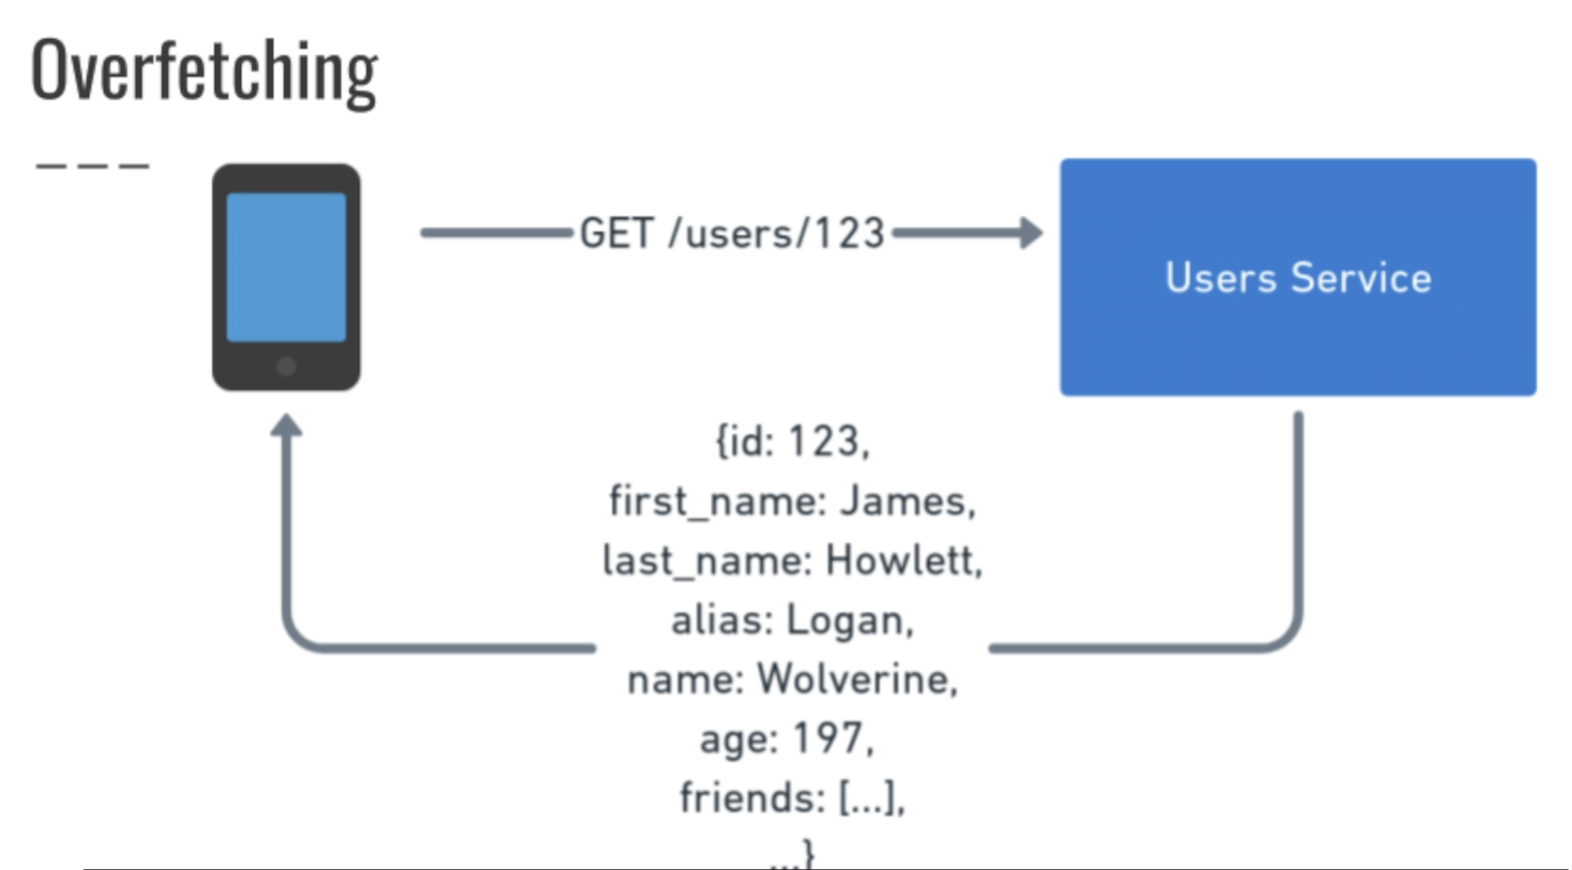 Overfetching
GET /users/123
Users Service
{id: 123,
first_name: James,
last_name: Howlett,
alias: Logan,
name: Wolverine,
age: 197,
friends: [...],
...}